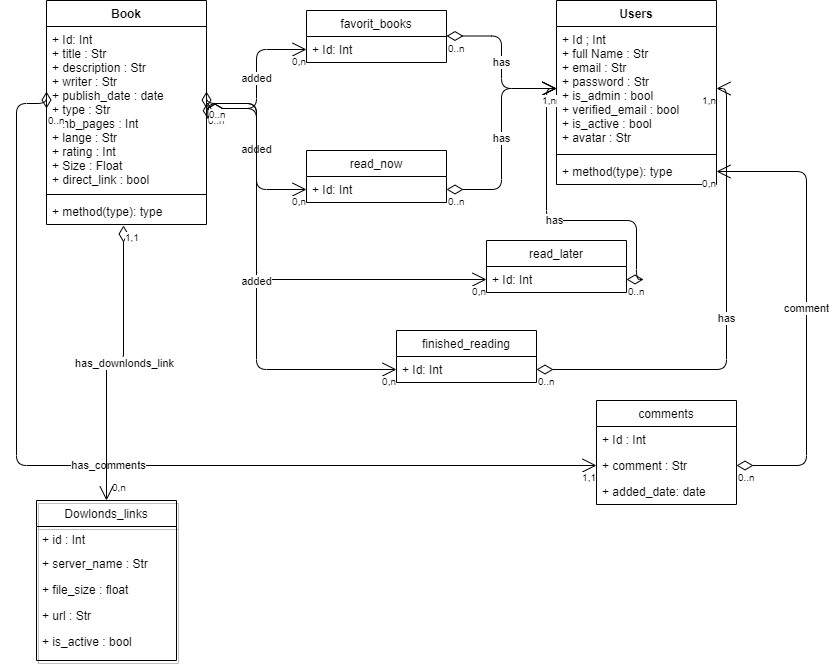 Book
+ Id: Int
+ title : Str
+ description : Str
+ writer : Str
+ publish_date : date
+ type : Str
+ nb_pages : Int
+ lange : Str
+ rating : Int
+ Size : Float
+ direct_link : bool
+ method(type): type
0..n
1,1
favorit_books
+ Id: Int
0,n
0..n
added
has
Users
+ Id ; Int
+ full Name : Str
+ email : Str
+ password : Str
+ is_admin : bool
+ verified_email : bool
+ is_active : bool
+ avatar : Str
+ method(type): type
1,n
1,n
0,n
0..n
0..n
added
has
read_now
+ Id: Int
0,n
0..n
has
read_later
+ Id: Int
0,n
0..n
added
has
comment
finished_reading
+ Id: Int
0,n
0..n
has_downlonds_link
comments
+ Id : Int
+ comment : Str
+ added_date: date
1,1
0..n
has_comments
0,n
Dowlonds_links
+ id : Int
+ server_name : Str
+ file_size : float
+ url : Str
+ is_active : bool